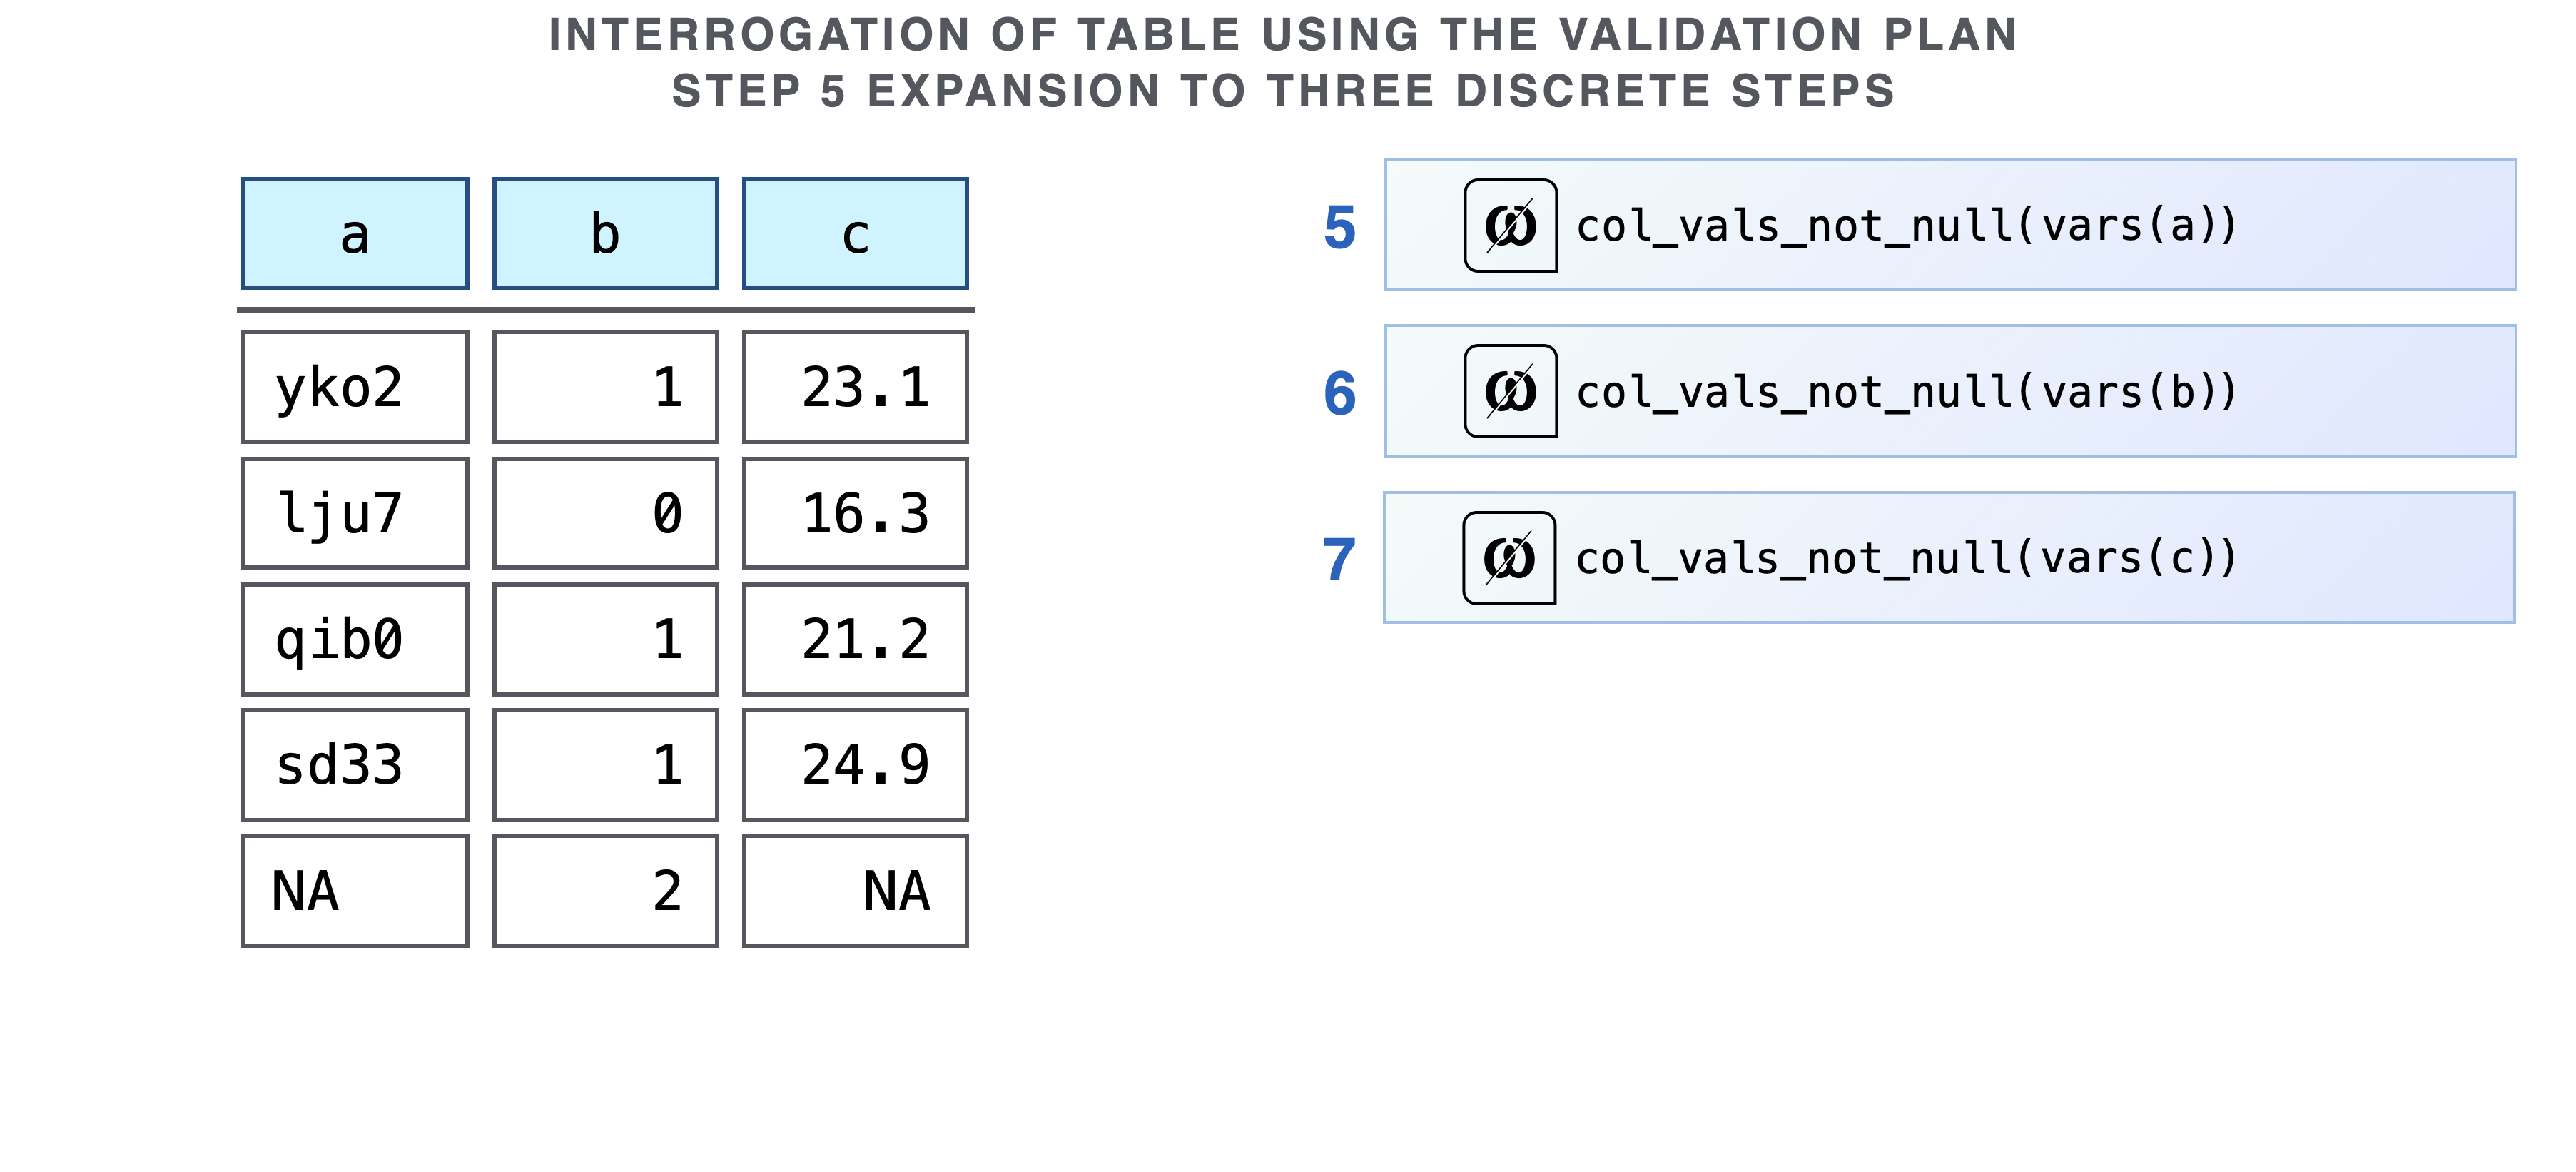 INTERROGATION OF TABLE USING THE VALIDATION PLAN
STEP 5 EXPANSION TO THREE DISCRETE STEPS
a b c
yko2 1 23.1
lju7 0 16.3
qib0 1 21.2
sd33 1 24.9
NA 2 NA
5 col_vals_not_null(vars(a))
6 col_vals_not_null(vars(b))
7 col_vals_not_null(vars(c))